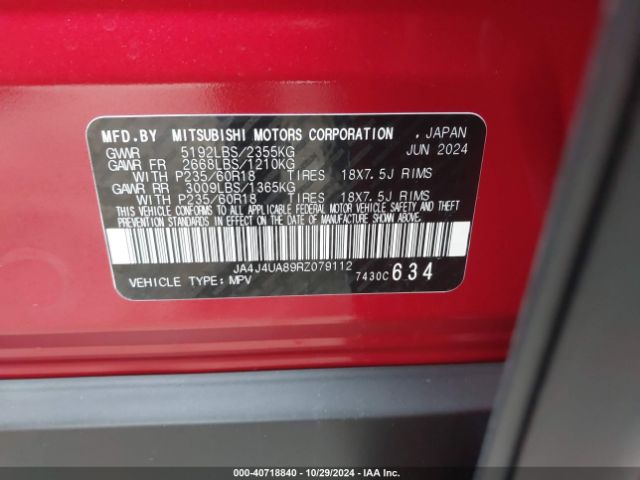 MFD.BY MITSUBISHI MOTORS CORPORATION . JAPAN
GVWR 5192LBS/2355KG JUN 2024
GAWR FR 2668LBS/1210KG
WITH P235/60R18 TIRES 18X7.5J RIMS
GAWR RR 3009LBS/1365KG
WITH P235/60R18 TIRES 18X7.5J RIMS
THIS VEHICLE CONFORMS TO ALL APPLICABLE FEDERAL MOTOR VEHICLE SAFETY AND THEFT
PREVENTION STANDARDS IN EFFECT ON THE DATE OF MANUFACTURE SHOWN ABOVE.
JA4J4UA89RZ079112
VEHICLE TYPE: MPV 7430C 634
000-40718840 | 10/29/2024 | IAA Inc.